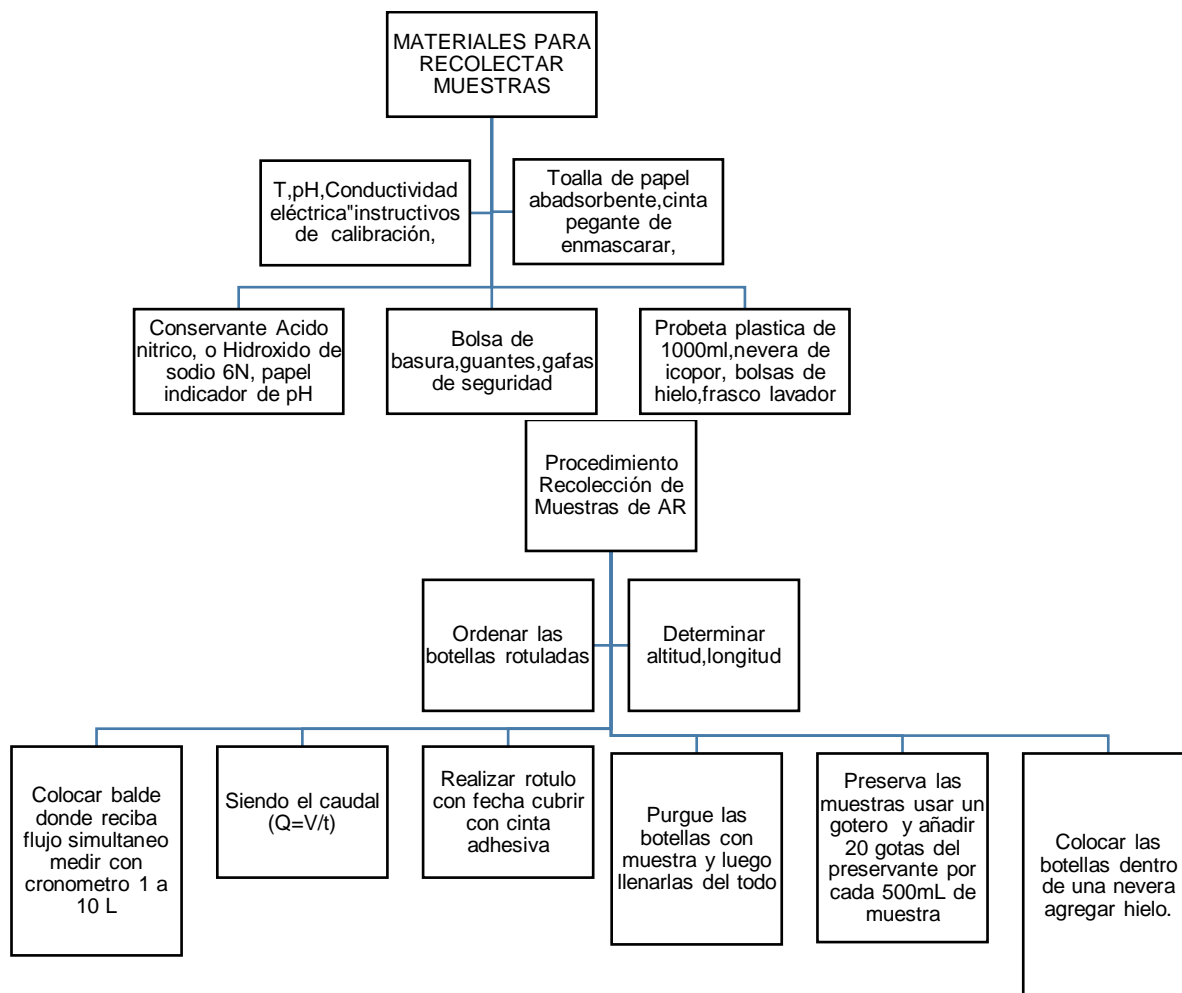 MATERIALES PARA
RECOLECTAR
MUESTRAS
T,pH,Conductividad
eléctrica"instructivos
de calibración,
Toalla de papel
abadsorbente,cinta
pegante de
enmascarar,
Conservante Acido
nitrico, o Hidroxido de
sodio 6N, papel
indicador de pH
Bolsa de
basura,guantes,gafas
de seguridad
Probeta plastica de
1000ml,nevera de
icopor, bolsas de
hielo,frasco lavador
Procedimiento
Recolección de
Muestras de AR
Ordenar las
botellas rotuladas
Determinar
altitud,longitud
Colocar balde
donde reciba
flujo simultaneo
medir con
cronometro 1 a
10 L
Siendo el caudal
(Q=V/t)
Realizar rotulo
con fecha cubrir
con cinta
adhesiva
Purgue las
botellas con
muestra y luego
llenarlas del todo
Preserva las
muestras usar un
gotero y añadir
20 gotas del
preservante por
cada 500mL de
muestra
Colocar las
botellas dentro
de una nevera
agregar hielo.